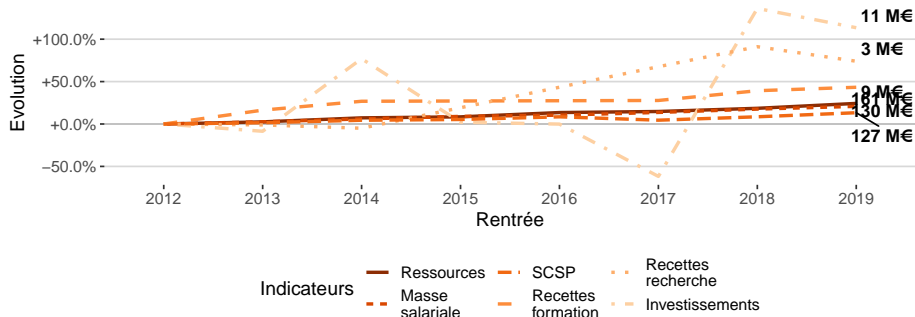 11 M€
+100.0%
3 M€
+50.0%
9 M€
161 M€
+0.0%
130 M€
127 M€
−50.0%
Evolution
2012 2013 2014 2015 2016 2017 2018 2019
Rentrée
Indicateurs
Ressources
SCSP
Recettes
recherche
Masse
salariale
Recettes
formation
Investissements